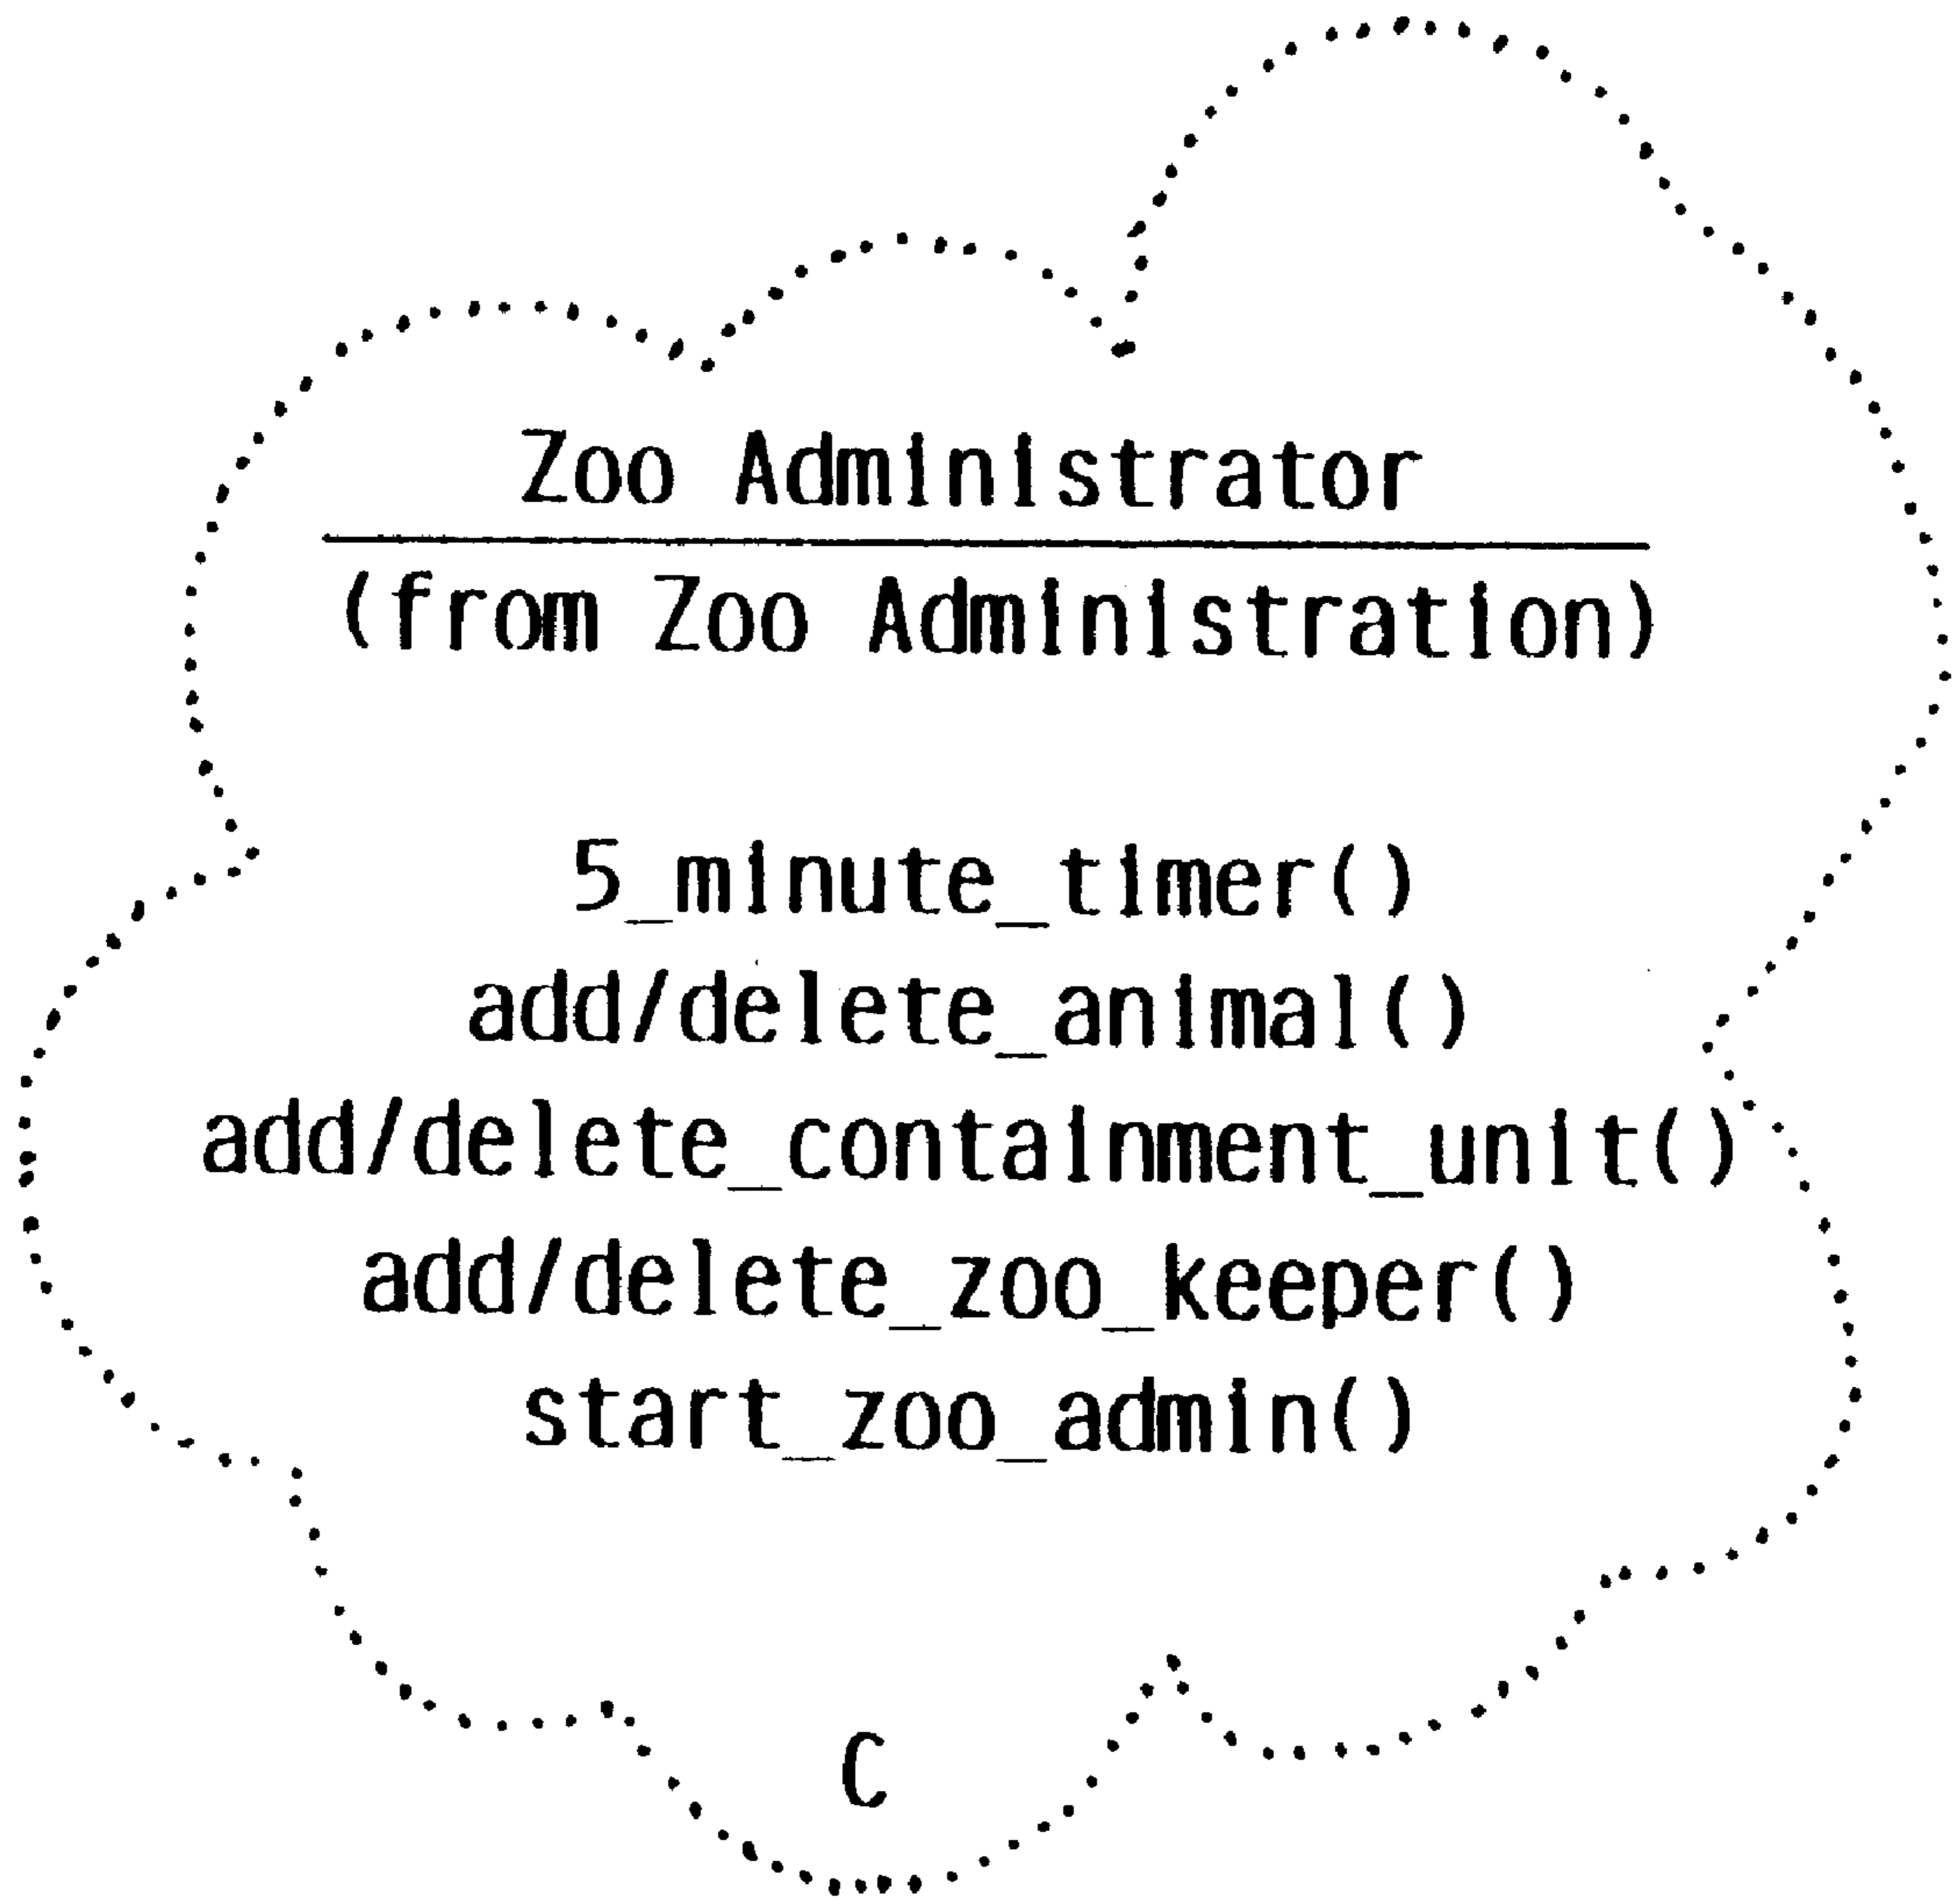 Zoo Administrator
(from Zoo Administration)
5_minute_timer()
add/delete_animal()
add/delete_containment_unit()
add/delete_zoo_keeper()
start_zoo_admin()
C